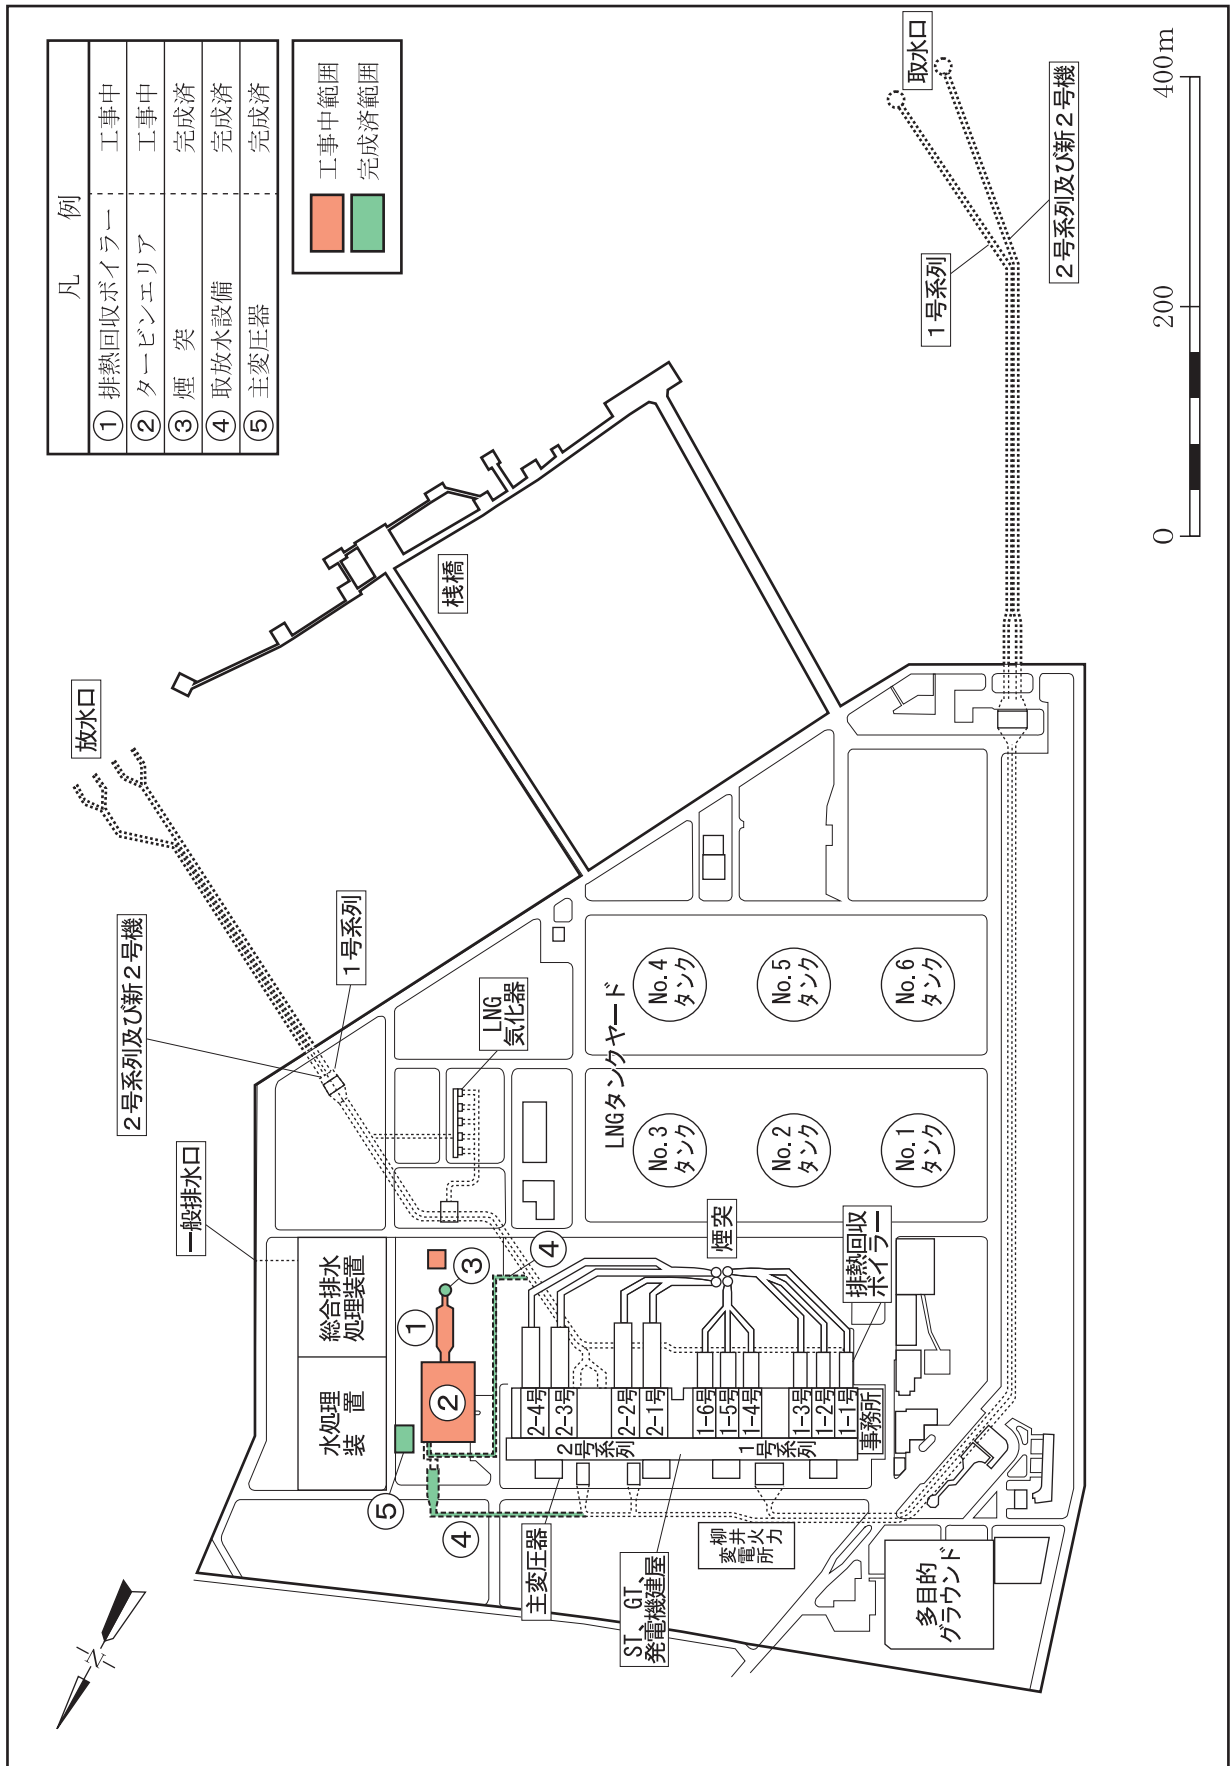 凡　例
① 排熱回収ボイラー 工事中
② タービンエリア 工事中
③ 煙　突 完成済
④ 取放水設備 完成済
⑤ 主変圧器 完成済
工事中範囲
完成済範囲
取水口
1号系列
2号系列及び新2号機
0 200 400m
桟橋
放水口
2号系列及び新2号機
1号系列
一般排水口
LNG
気化器
LNGタンクヤード
No.4
タンク
No.5
タンク
No.6
タンク
No.3
タンク
No.2
タンク
No.1
タンク
総合排水
処理装置
水処理
装　置
①
②
③
④
⑤
④
煙突
排熱回収
ボイラー
2-4号
2-3号
2-2号
2-1号
1-6号
1-5号
1-4号
1-3号
1-2号
1-1号
2号系列
1号系列
事務所
主変圧器
ST、GT、
発電機建屋
柳井火力
変電所
多目的
グラウンド
N